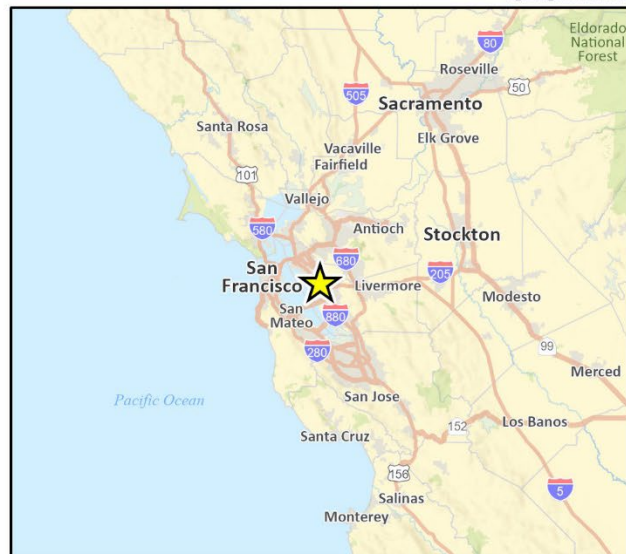 Eldorado
National
Forest
80
Roseville
50
505
Sacramento
Santa Rosa
Elk Grove
Vacaville
Fairfield
101
Vallejo
580
Antioch
Stockton
680
San
Francisco
205
Livermore
Modesto
San
Mateo
880
99
280
Merced
San Jose
Pacific Ocean
Los Banos
152
Santa Cruz
156
5
Salinas
Monterey